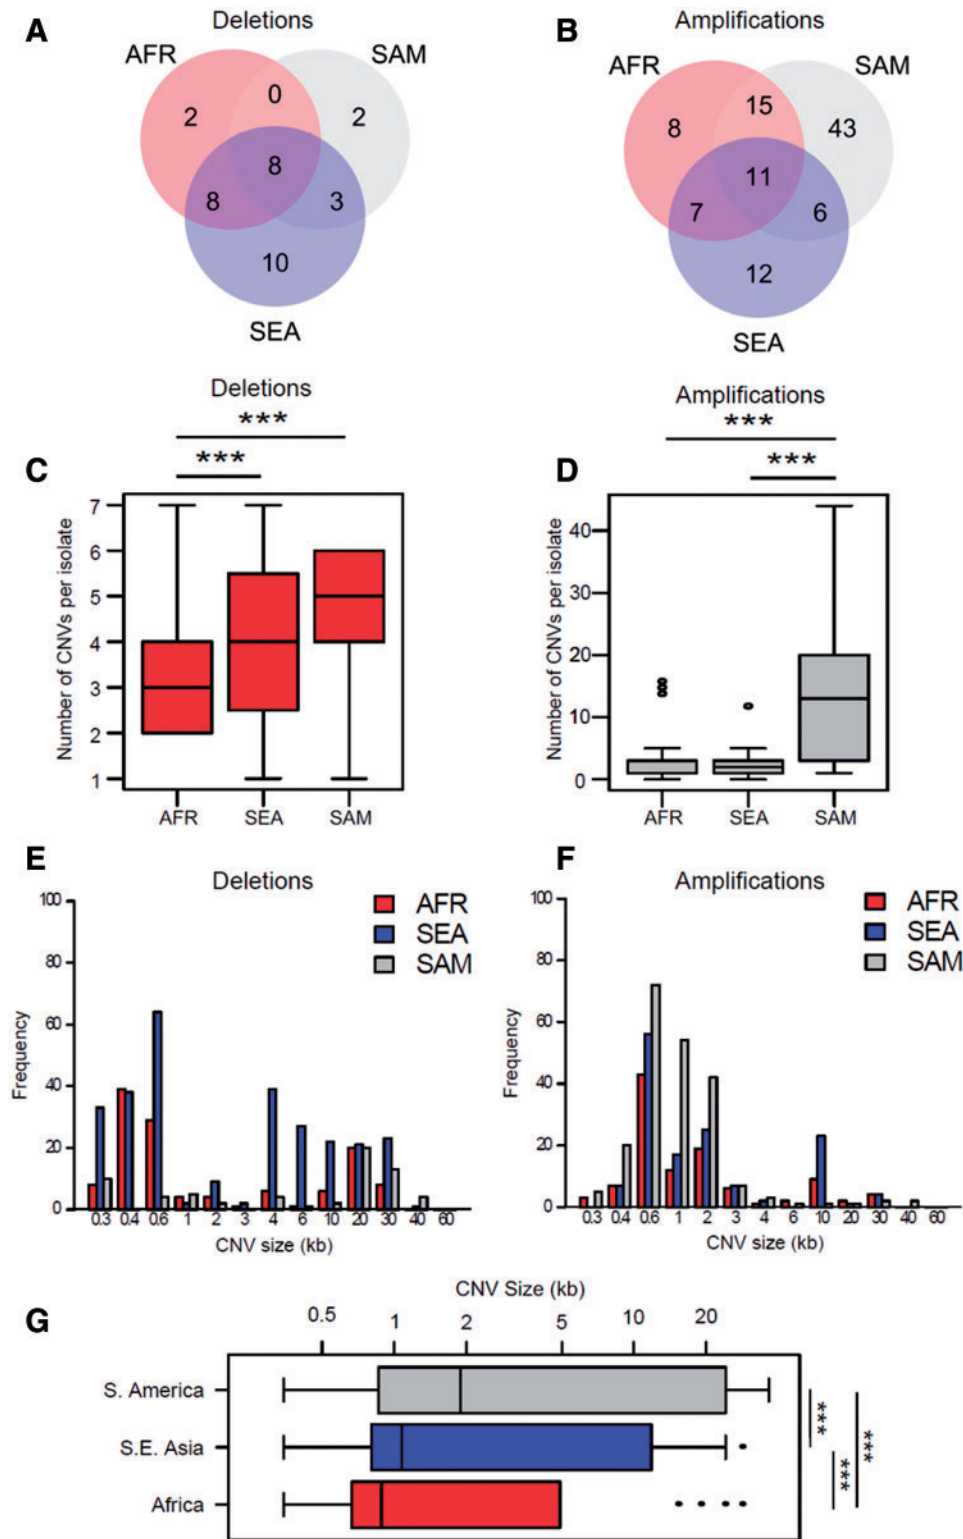 A Deletions
AFR SAM
2 0 2
8
8 3
10
SEA
B Amplifications
AFR SAM
8 15 43
11
7 6
12
SEA
C Deletions
***
***
Number of CNVs per isolate
7
6
5
4
3
2
1
AFR SEA SAM
D Amplifications
***
***
Number of CNVs per isolate
40
30
20
10
0
AFR SEA SAM
E Deletions
AFR
SEA
SAM
Frequency
100
80
60
40
20
0
0.3 0.4 0.6 1 2 3 4 6 10 20 30 40 60
CNV size (kb)
F Amplifications
AFR
SEA
SAM
Frequency
100
80
60
40
20
0
0.3 0.4 0.6 1 2 3 4 6 10 20 30 40 60
CNV size (kb)
G
CNV Size (kb)
0.5 1 2 5 10 20
S. America
S.E. Asia
Africa
***
***
***